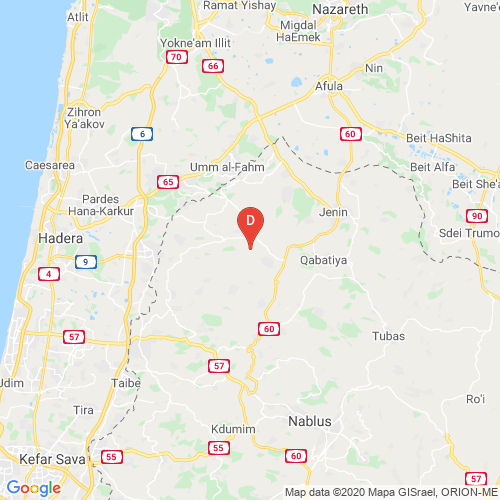 Ramat Yishay
Nazareth
Yavne'e
Atlit
Migdal
HaEmek
Yokne'am Illit
70
66
Nin
Afula
Zihron
Ya'akov
6
60
Beit HaShita
Caesarea
Umm al-Fahm
Beit Alfa
65
Beit She'a
Pardes
Hana-Karkur
D
Jenin
90
Hadera
Sdei Trumo
9
Qabatiya
4
60
57
Tubas
57
Udim
Taibe
Ro'i
Tira
Nablus
Kdumim
55
55
60
Kefar Sava
57
Google
Map data ©2020 Mapa GISrael, ORION-ME